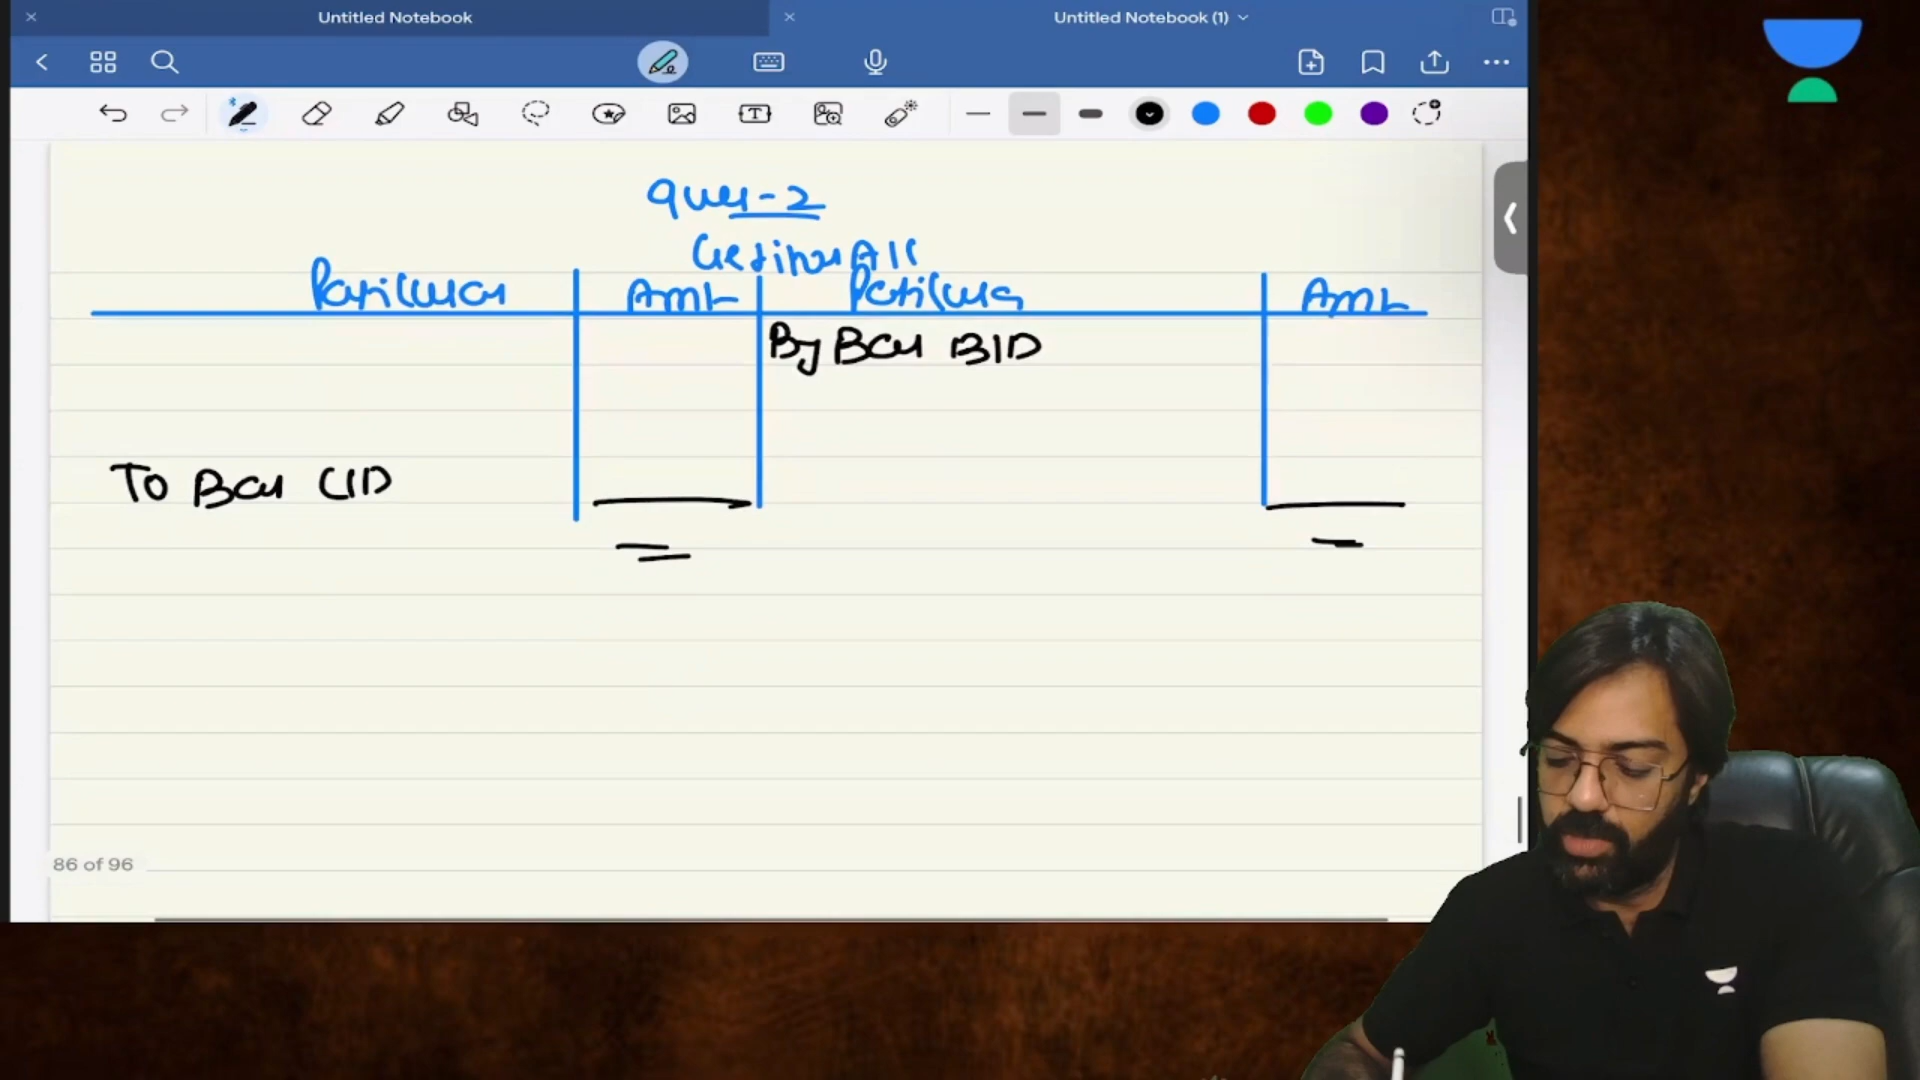 Untitled Notebook
Untitled Notebook (1)
Ques-2
A/c
Particular Amt Particular Amt
By Bal B/D
To Bal C/D
86 of 96